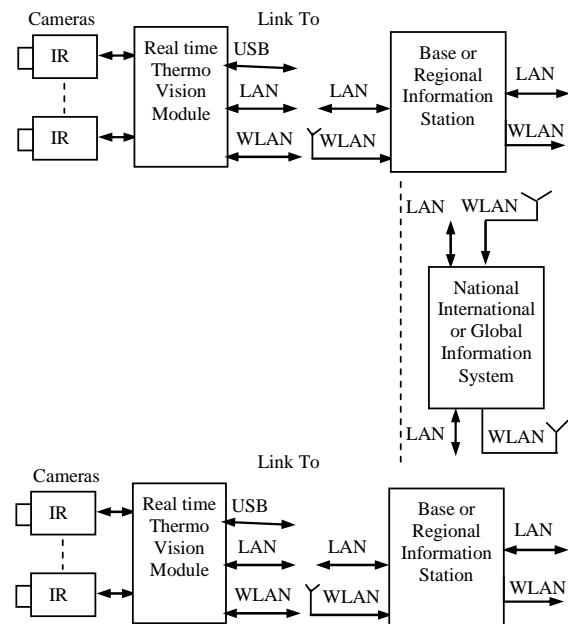 Cameras
Link To
IR
Real time
Thermo
Vision
Module
USB
LAN
WLAN
IR
LAN
WLAN
Base or
Regional
Information
Station
LAN
WLAN
LAN
WLAN
National
International
or Global
Information
System
LAN
WLAN
Cameras
Link To
IR
Real time
Thermo
Vision
Module
USB
LAN
WLAN
IR
LAN
WLAN
Base or
Regional
Information
Station
LAN
WLAN